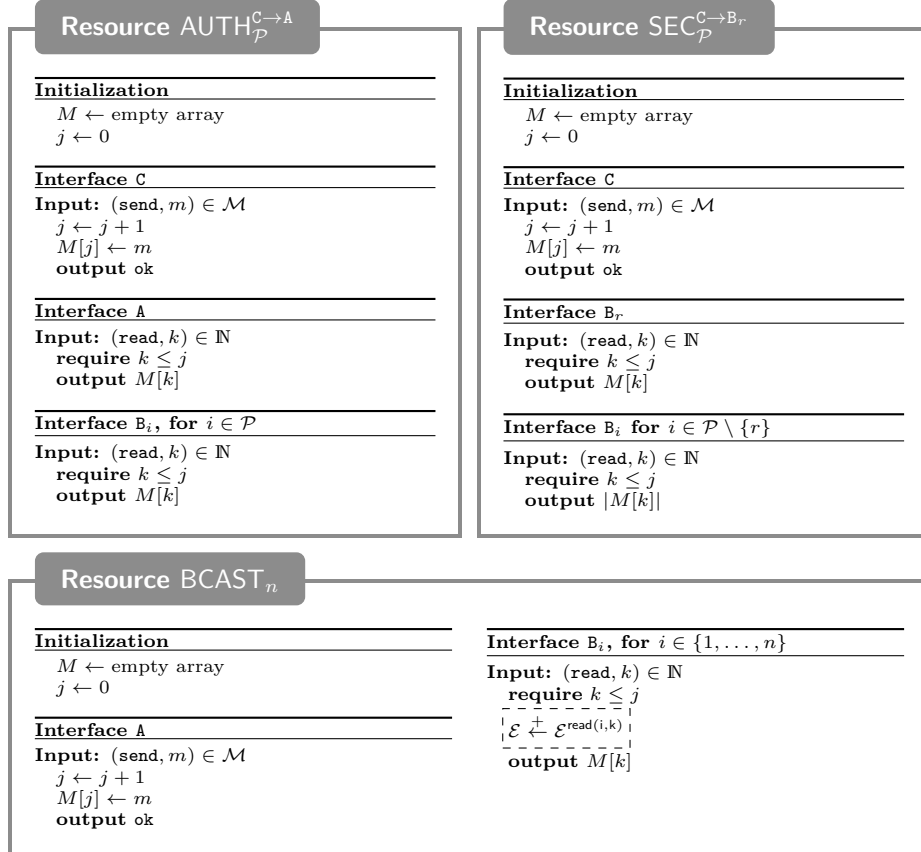 Resource AUTH_𝒫^{C→A}
Initialization
M ← empty array
j ← 0
Interface C
Input: (send, m) ∈ ℳ
j ← j + 1
M[j] ← m
output ok
Interface A
Input: (read, k) ∈ ℕ
require k ≤ j
output M[k]
Interface B_i, for i ∈ 𝒫
Input: (read, k) ∈ ℕ
require k ≤ j
output M[k]
Resource SEC_𝒫^{C→B_r}
Initialization
M ← empty array
j ← 0
Interface C
Input: (send, m) ∈ ℳ
j ← j + 1
M[j] ← m
output ok
Interface B_r
Input: (read, k) ∈ ℕ
require k ≤ j
output M[k]
Interface B_i for i ∈ 𝒫 \ {r}
Input: (read, k) ∈ ℕ
require k ≤ j
output |M[k]|
Resource BCAST_n
Initialization
M ← empty array
j ← 0
Interface A
Input: (send, m) ∈ ℳ
j ← j + 1
M[j] ← m
output ok
Interface B_i, for i ∈ {1, . . . , n}
Input: (read, k) ∈ ℕ
require k ≤ j
ℰ ←^+ ℰ^{read(i,k)}
output M[k]